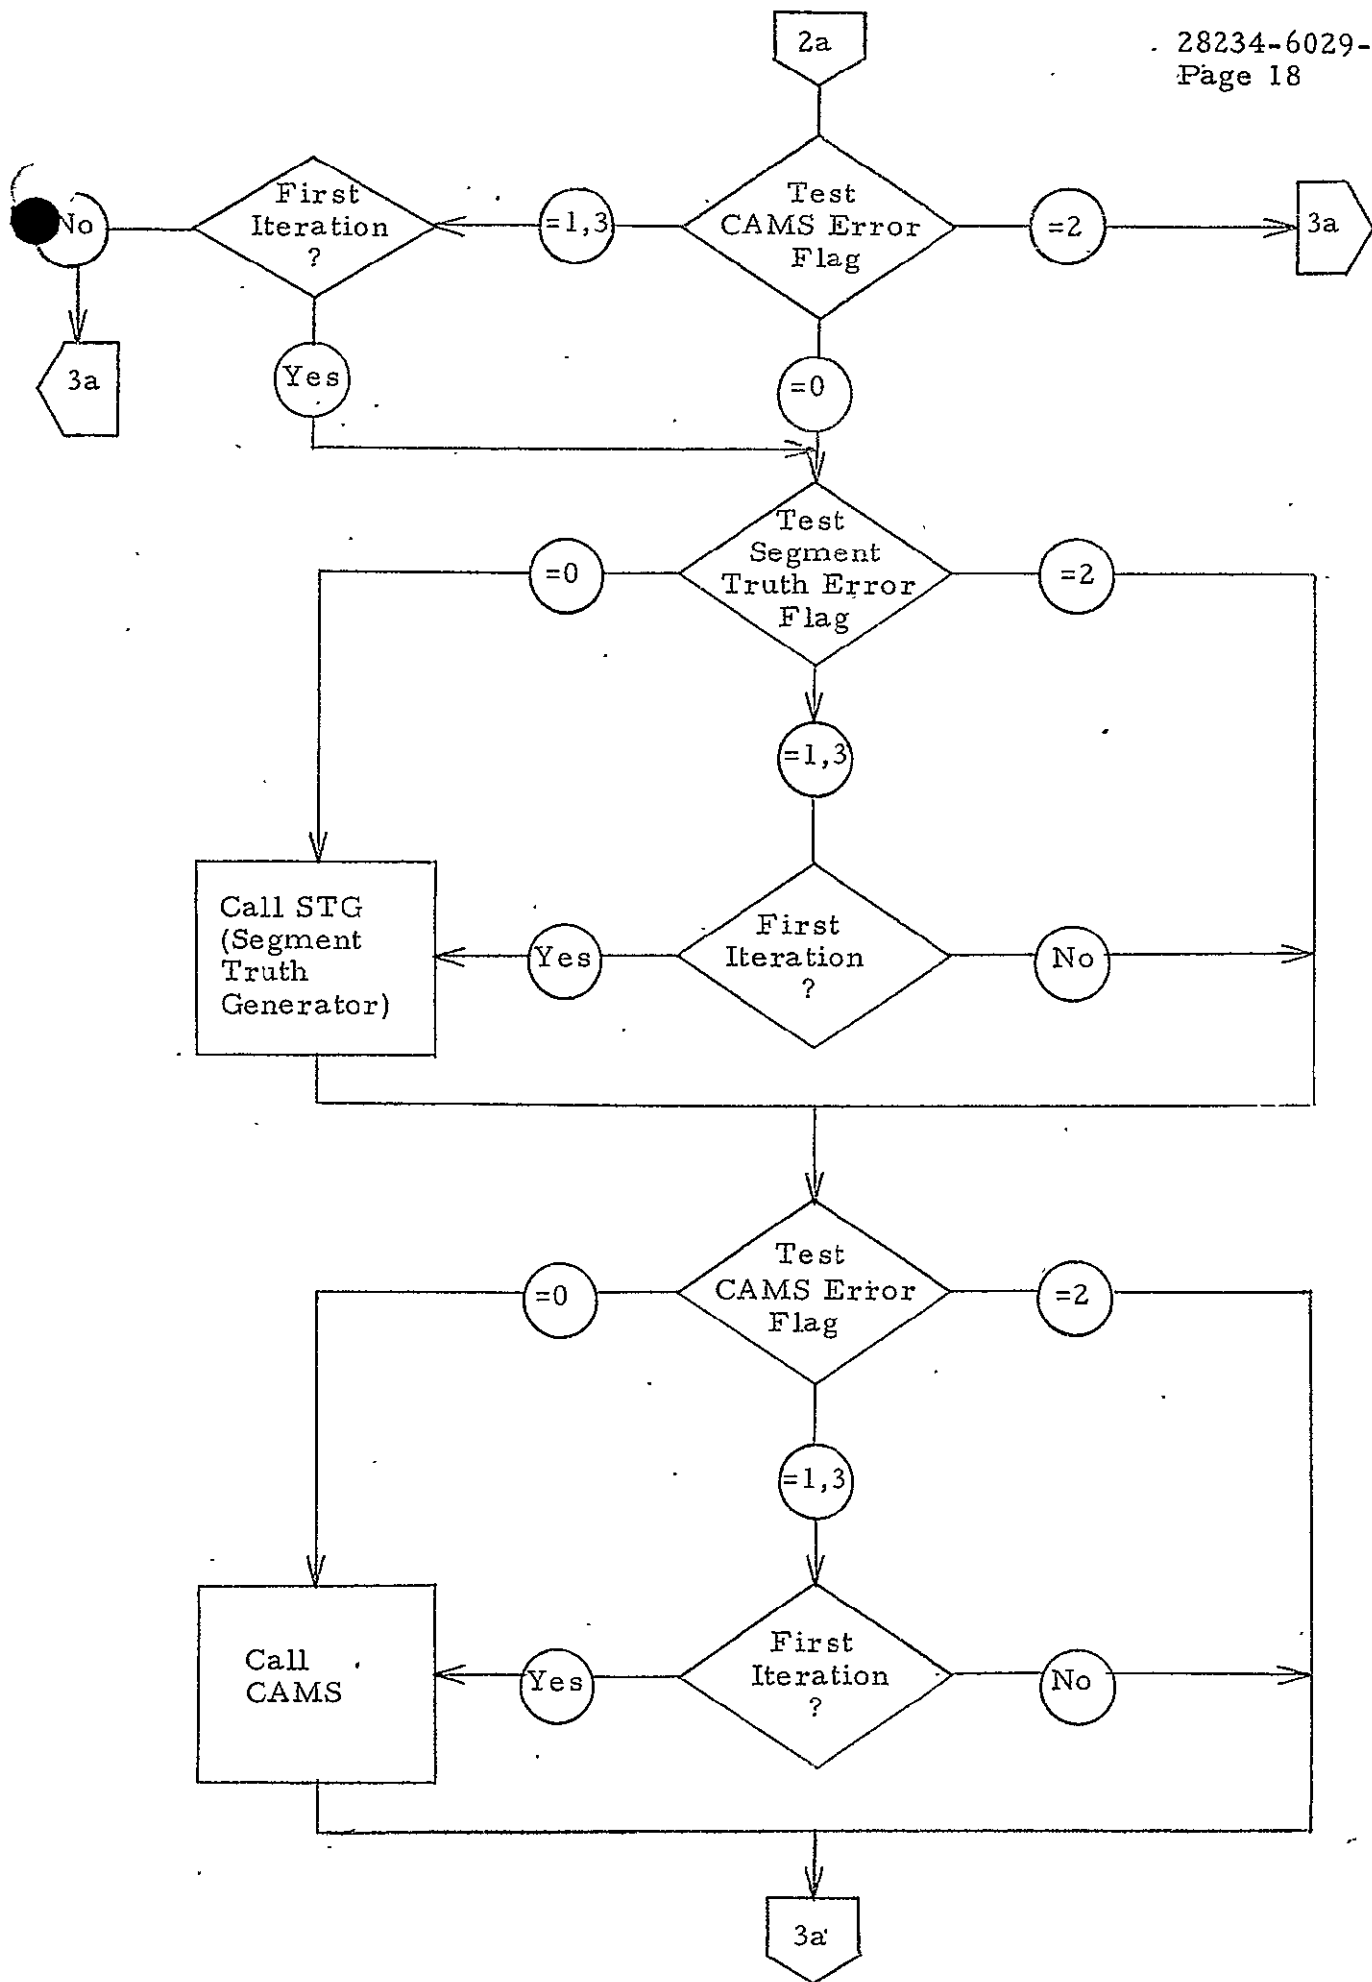 2a
28234-6029-
Page 18
No
First
Iteration
?
=1,3
Test
CAMS Error
Flag
=2
3a
3a
Yes
=0
Test
Segment
Truth Error
Flag
=0
=2
=1,3
Call STG
(Segment
Truth
Generator)
Yes
First
Iteration
?
No
Test
CAMS Error
Flag
=0
=2
=1,3
Call
CAMS
Yes
First
Iteration
?
No
3a